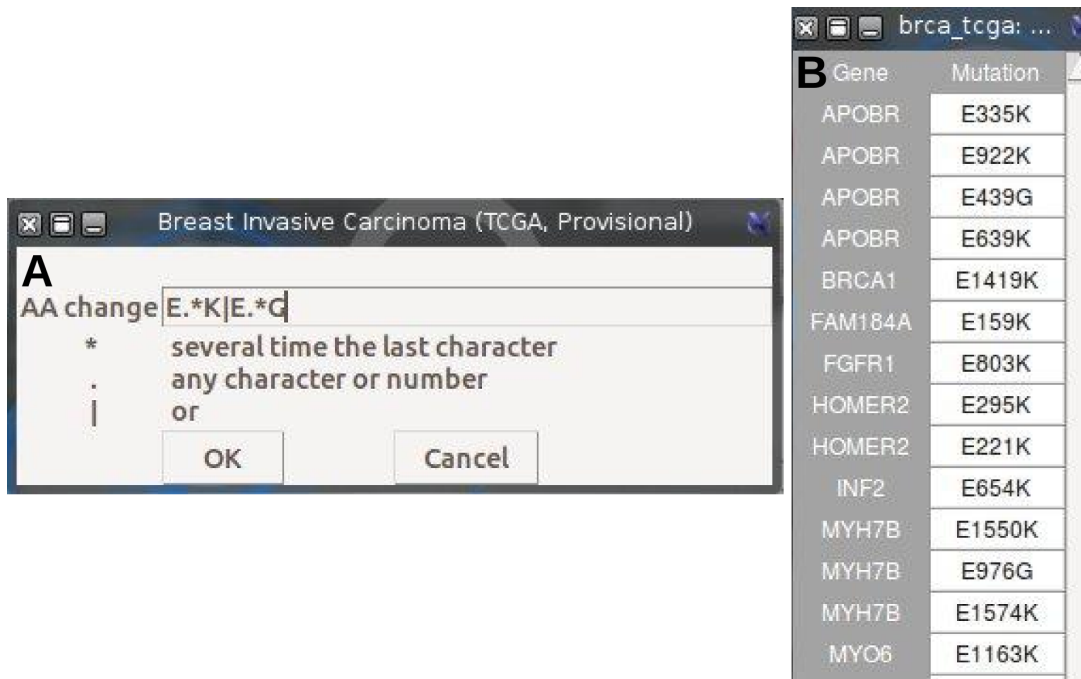 Breast Invasive Carcinoma (TCGA, Provisional)
A
AA change E.*K|E.*G
* several time the last character
. any character or number
| or
OK Cancel
brca_tcga: ...
B Gene Mutation
APOBR E335K
APOBR E922K
APOBR E439G
APOBR E639K
BRCA1 E1419K
FAM184A E159K
FGFR1 E803K
HOMER2 E295K
HOMER2 E221K
INF2 E654K
MYH7B E1550K
MYH7B E976G
MYH7B E1574K
MYO6 E1163K